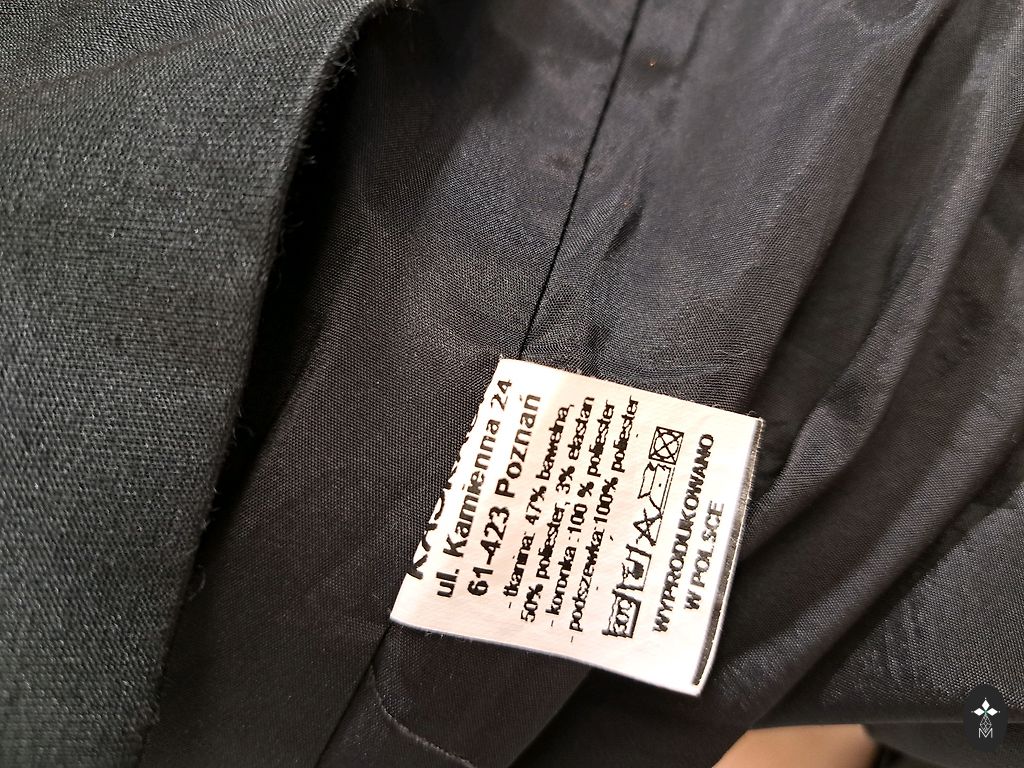 ul. Kamienna 24
61-423 Poznań
- tkanina: 47% bawełna,
50% poliester, 3% elastan
- koronka : 100 % poliester
- podszewka: 100% poliester
30°C
WYPRODUKOWANO
W POLSCE
M